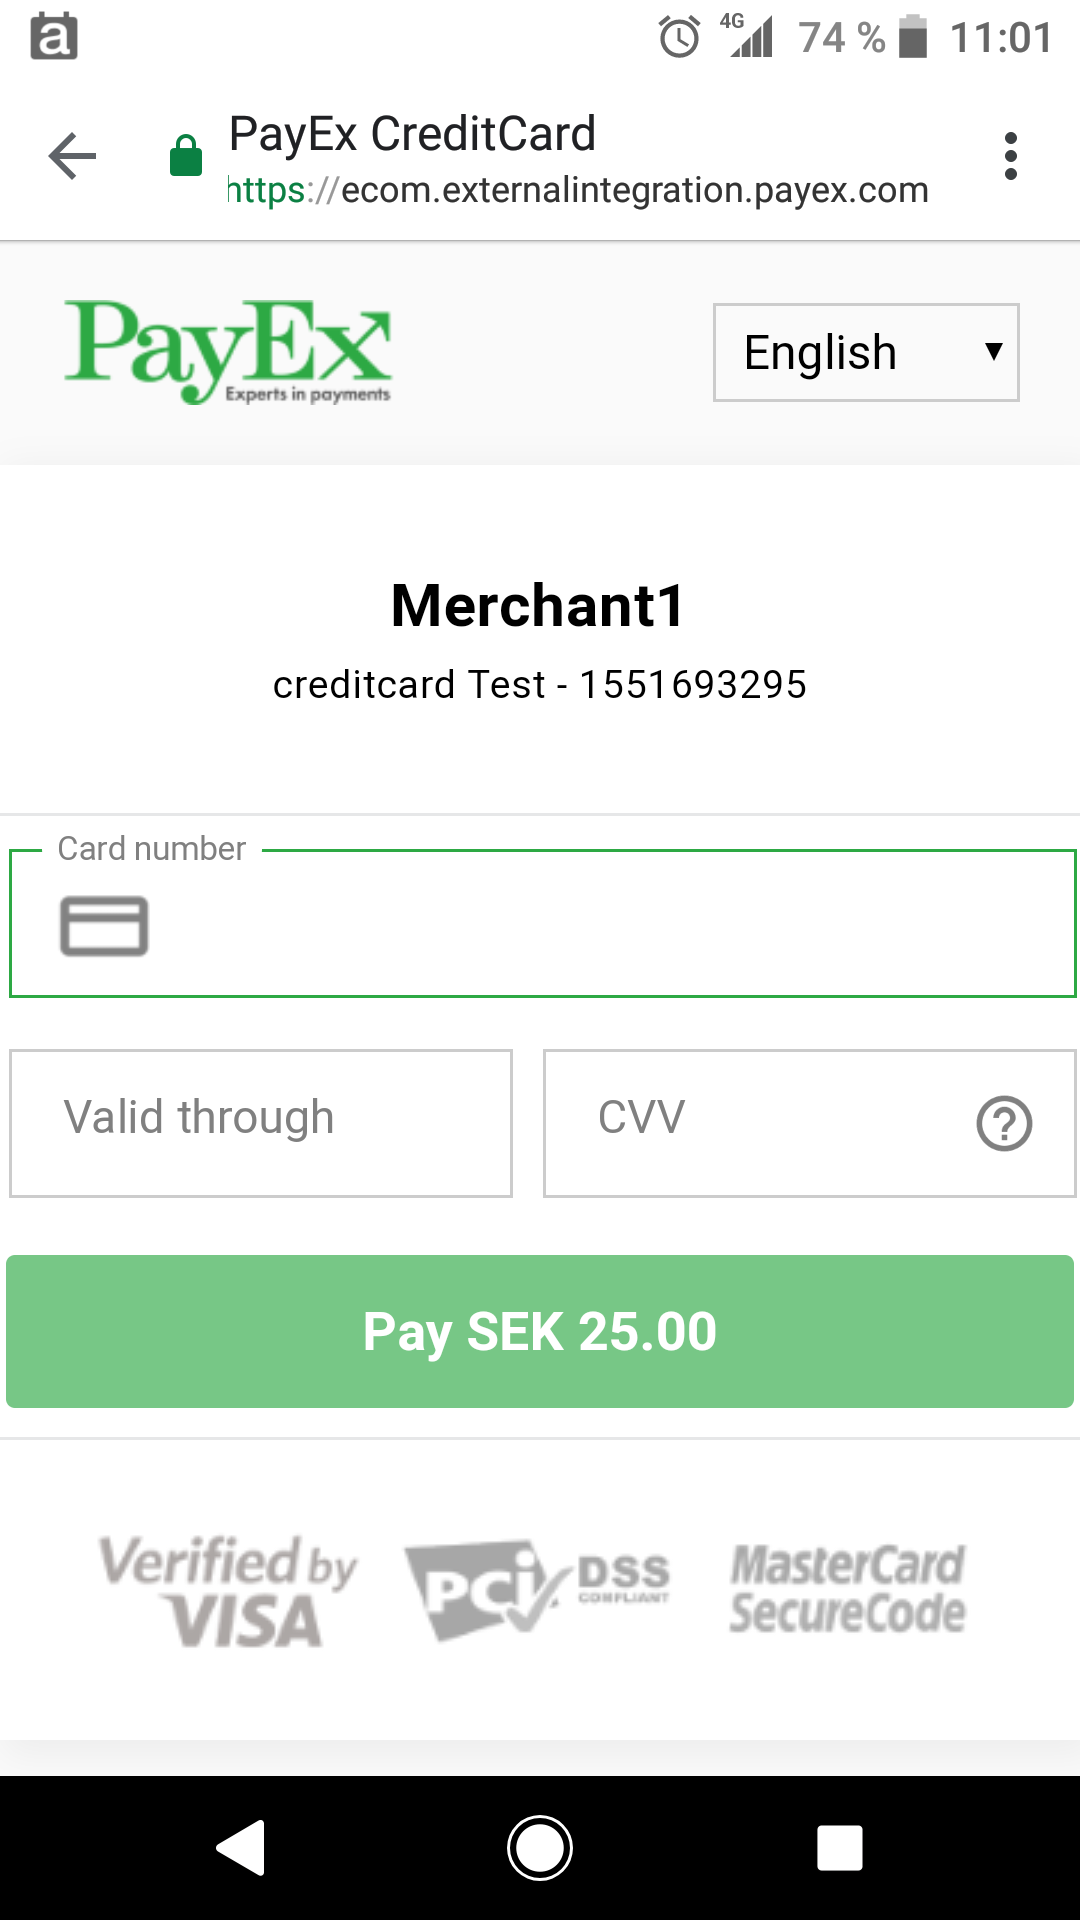 a
4G 74 % 11:01
PayEx CreditCard
https://ecom.externalintegration.payex.com
PayEx
Experts in payments
English
Merchant1
creditcard Test - 1551693295
Card number
Valid through
CVV
?
Pay SEK 25.00
Verified by
VISA
PCi DSS
COMPLIANT
MasterCard
SecureCode